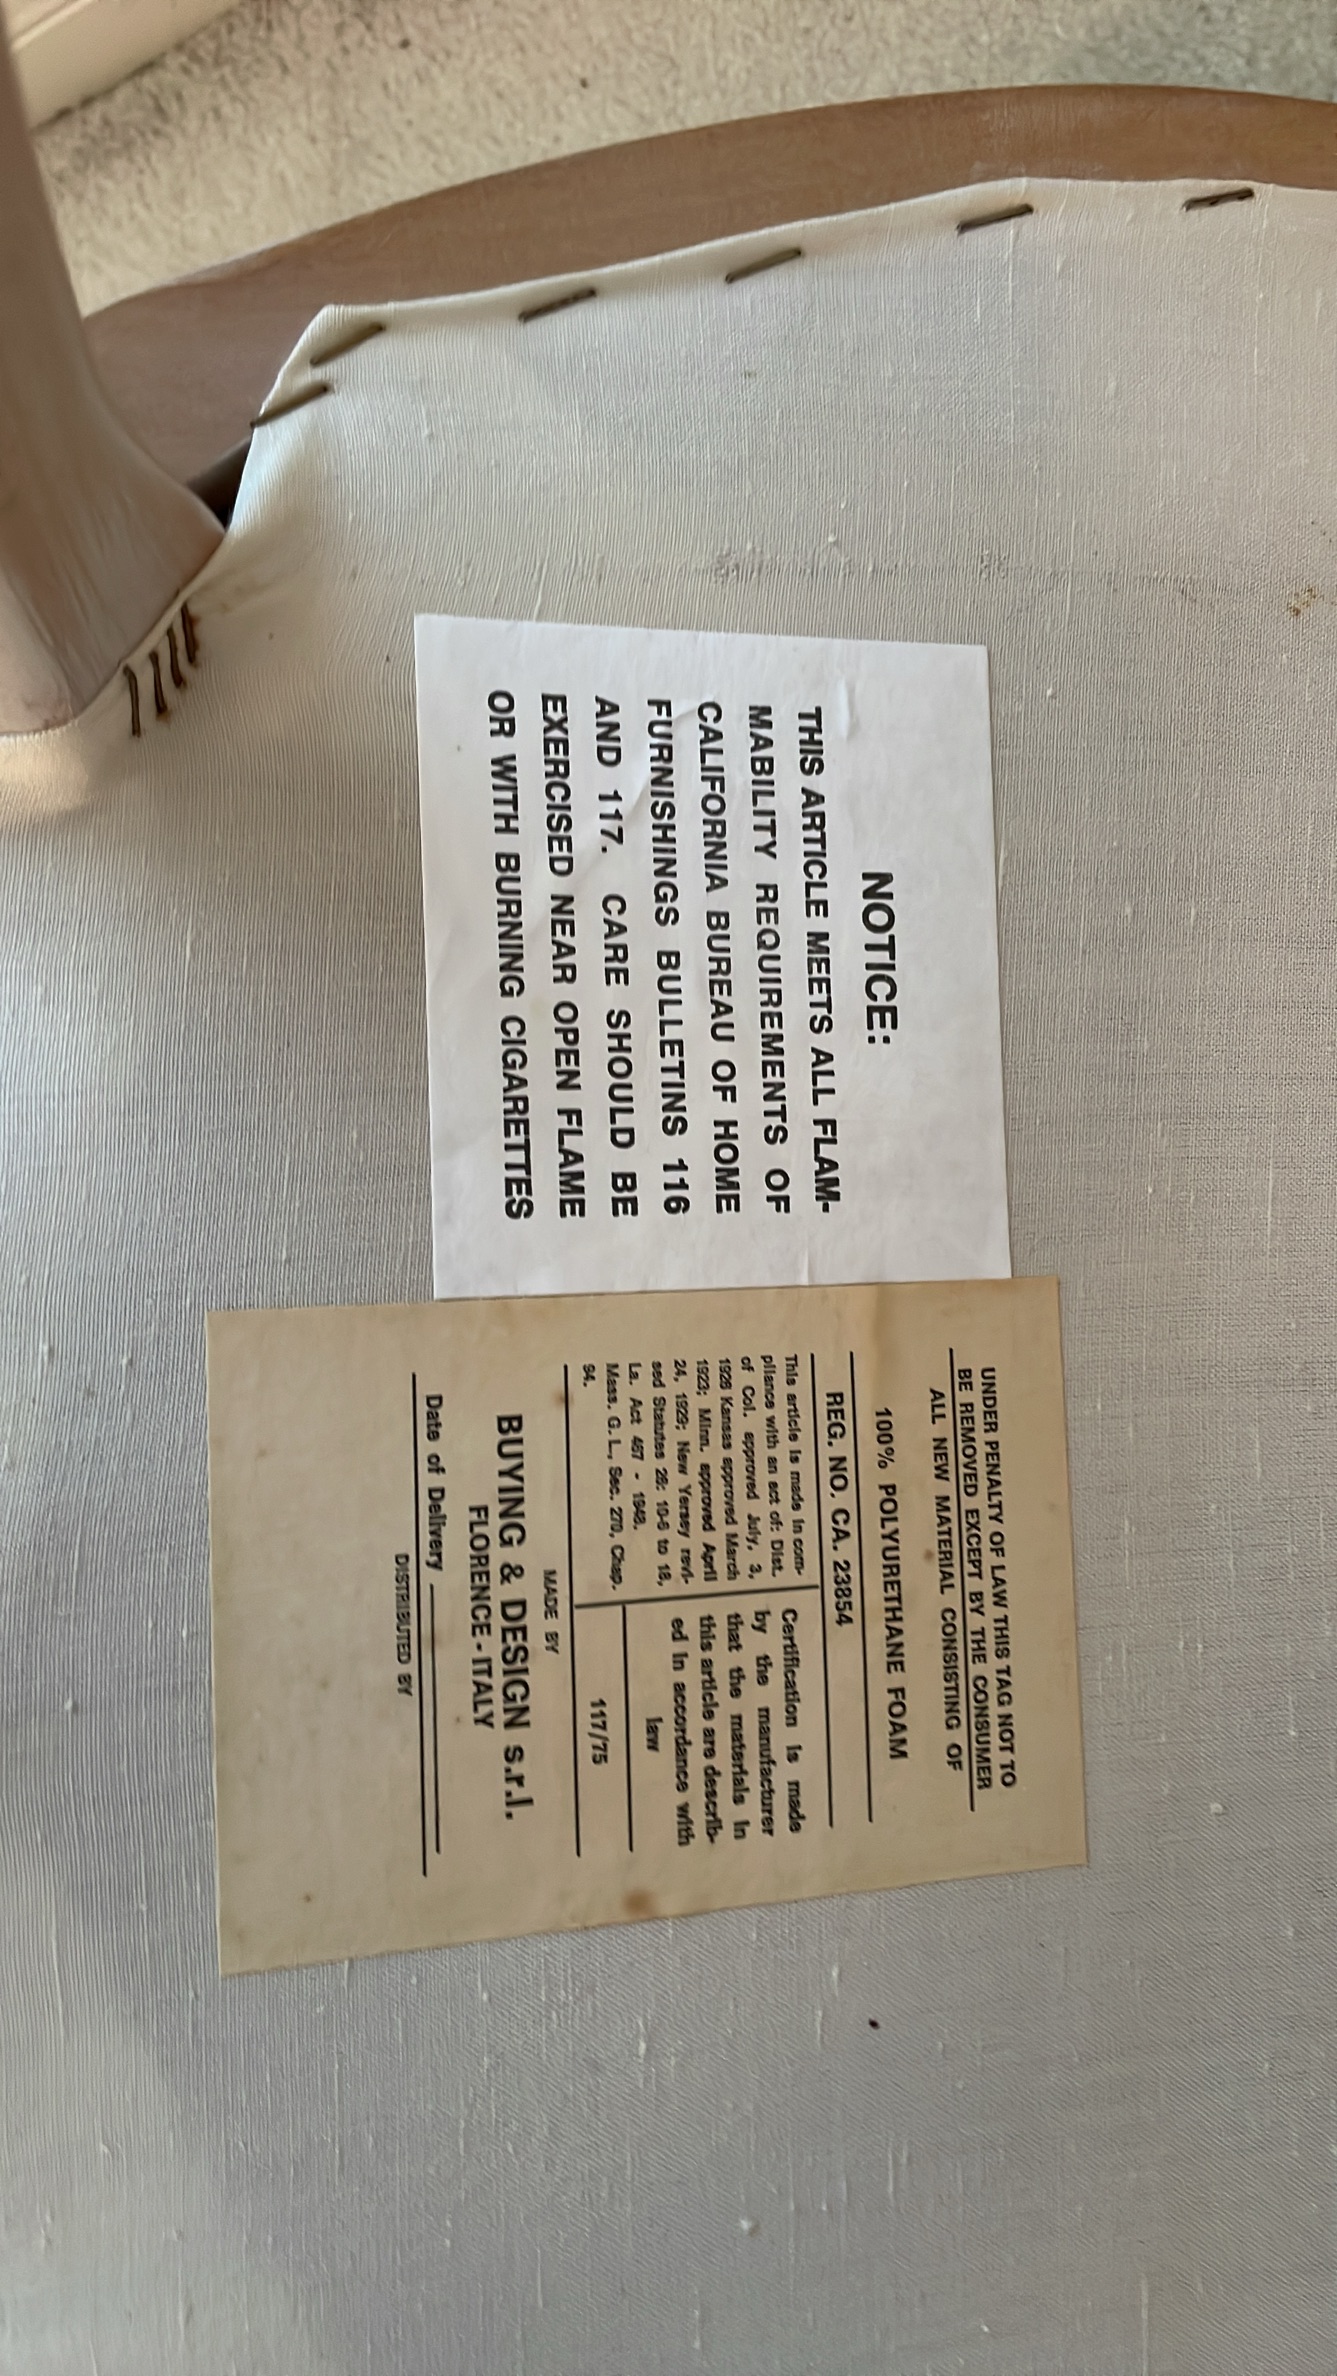 NOTICE:
THIS ARTICLE MEETS ALL FLAM-
MABILITY REQUIREMENTS OF
CALIFORNIA BUREAU OF HOME
FURNISHINGS BULLETINS 116
AND 117. CARE SHOULD BE
EXERCISED NEAR OPEN FLAME
OR WITH BURNING CIGARETTES
UNDER PENALTY OF LAW THIS TAG NOT TO
BE REMOVED EXCEPT BY THE CONSUMER
ALL NEW MATERIAL CONSISTING OF
100% POLYURETHANE FOAM
REG. NO. CA. 23854
This article is made in com-
pliance with an act of: Dist.
of Col. approved July, 3,
1926 Kansas approved March
1923; Minn. approved April
24, 1929; New Yersey revi-
sed Statutes 26: 10-6 to 18,
La. Act 467 - 1948.
Mass. G. L., Sec. 270, Chap.
94.
Certification is made
by the manufacturer
that the materials in
this article are describ-
ed in accordance with
law
117/75
MADE BY
BUYING & DESIGN s.r.l.
FLORENCE - ITALY
Date of Delivery
DISTRIBUTED BY